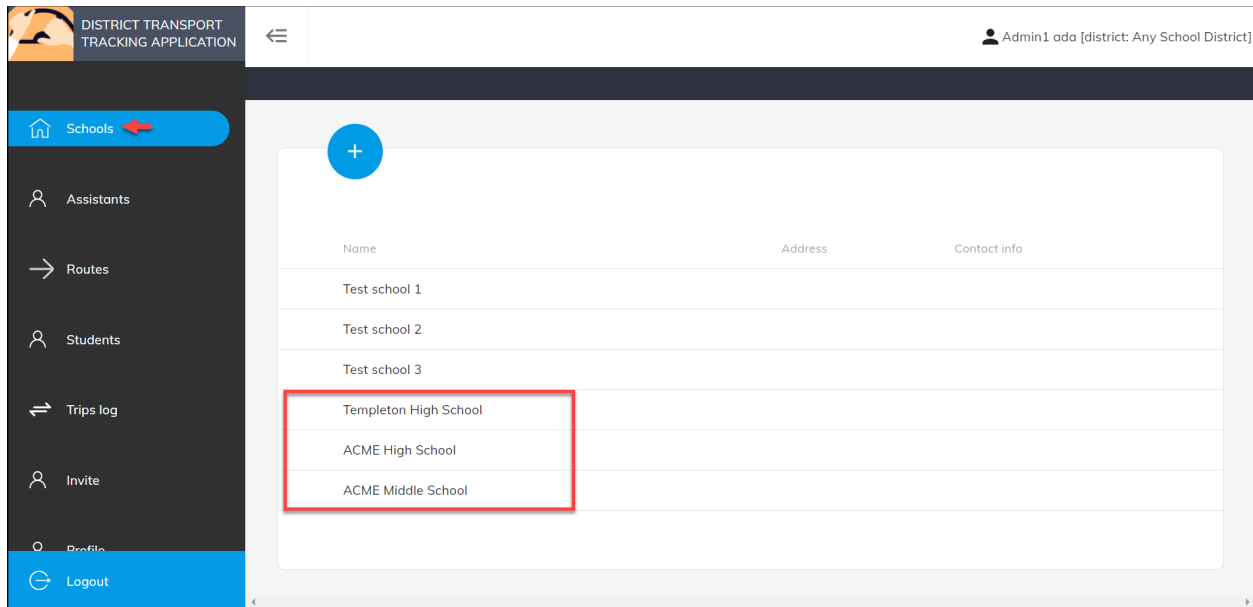 DISTRICT TRANSPORT
TRACKING APPLICATION
Admin1 ada [district: Any School District]
Schools
Assistants
Routes
Students
Trips log
Invite
Profile
Logout
+
Name Address Contact info
Test school 1
Test school 2
Test school 3
Templeton High School
ACME High School
ACME Middle School